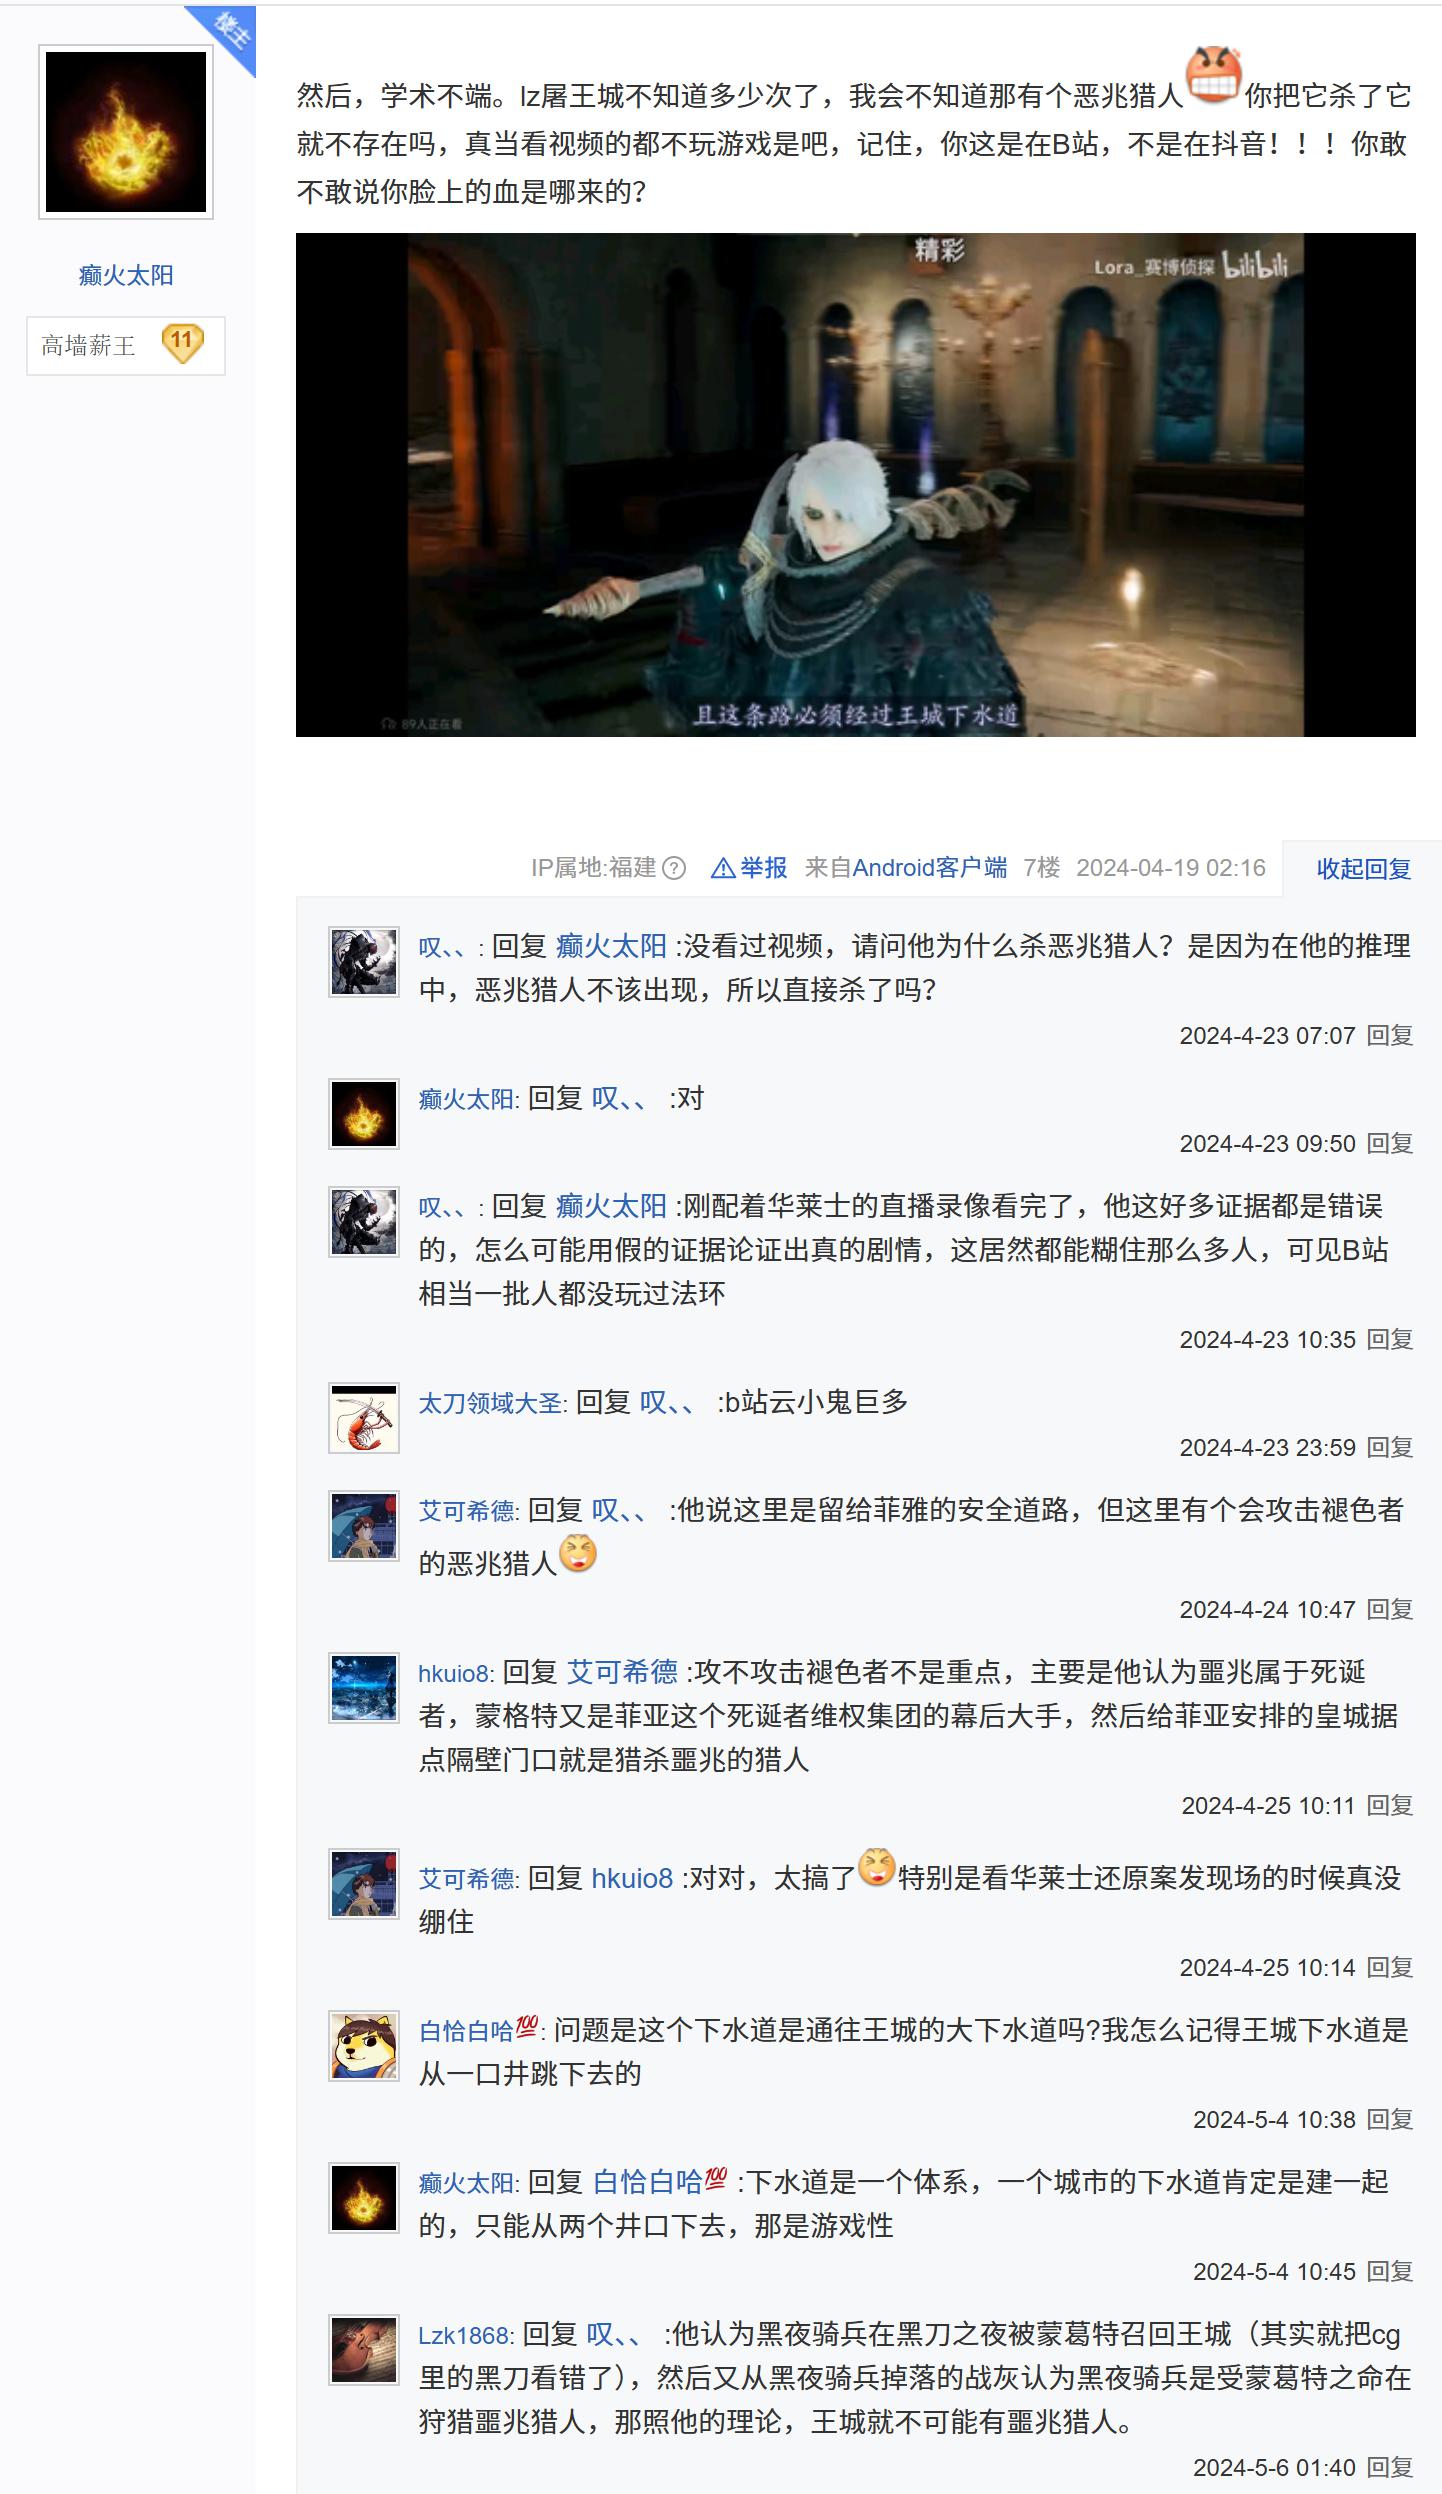 楼主
然后，学术不端。lz屠王城不知道多少次了，我会不知道那有个恶兆猎人你把它杀了它
就不存在吗，真当看视频的都不玩游戏是吧，记住，你这是在B站，不是在抖音！！！你敢
不敢说你脸上的血是哪来的？
癫火太阳
高墙薪王 11
精彩
Lora_赛博侦探 bilibili
且这条路必须经过王城下水道
89人正在看
IP属地:福建 ? 举报 来自Android客户端 7楼 2024-04-19 02:16 收起回复
叹、、: 回复 癫火太阳 :没看过视频，请问他为什么杀恶兆猎人？是因为在他的推理
中，恶兆猎人不该出现，所以直接杀了吗？
2024-4-23 07:07 回复
癫火太阳: 回复 叹、、 :对
2024-4-23 09:50 回复
叹、、: 回复 癫火太阳 :刚配着华莱士的直播录像看完了，他这好多证据都是错误
的，怎么可能用假的证据论证出真的剧情，这居然都能糊住那么多人，可见B站
相当一批人都没玩过法环
2024-4-23 10:35 回复
太刀领域大圣: 回复 叹、、 :b站云小鬼巨多
2024-4-23 23:59 回复
艾可希德: 回复 叹、、 :他说这里是留给菲雅的安全道路，但这里有个会攻击褪色者
的恶兆猎人
2024-4-24 10:47 回复
hkuio8: 回复 艾可希德 :攻不攻击褪色者不是重点，主要是他认为噩兆属于死诞
者，蒙格特又是菲亚这个死诞者维权集团的幕后大手，然后给菲亚安排的皇城据
点隔壁门口就是猎杀噩兆的猎人
2024-4-25 10:11 回复
艾可希德: 回复 hkuio8 :对对，太搞了特别是看华莱士还原案发现场的时候真没
绷住
2024-4-25 10:14 回复
白恰白哈💯: 问题是这个下水道是通往王城的大下水道吗?我怎么记得王城下水道是
从一口井跳下去的
2024-5-4 10:38 回复
癫火太阳: 回复 白恰白哈💯 :下水道是一个体系，一个城市的下水道肯定是建一起
的，只能从两个井口下去，那是游戏性
2024-5-4 10:45 回复
Lzk1868: 回复 叹、、 :他认为黑夜骑兵在黑刀之夜被蒙葛特召回王城（其实就把cg
里的黑刀看错了），然后又从黑夜骑兵掉落的战灰认为黑夜骑兵是受蒙葛特之命在
狩猎噩兆猎人，那照他的理论，王城就不可能有噩兆猎人。
2024-5-6 01:40 回复